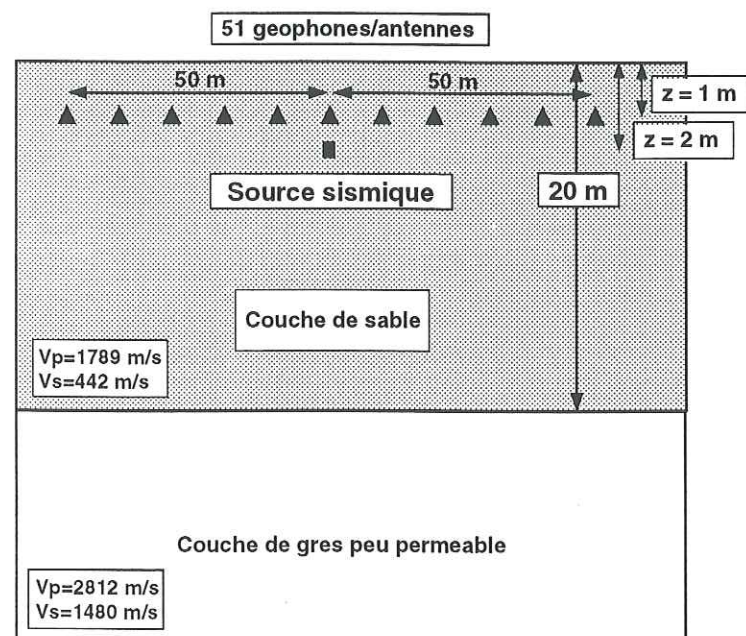 51 geophones/antennes
50 m
50 m
z = 1 m
z = 2 m
Source sismique
20 m
Couche de sable
Vp=1789 m/s
Vs=442 m/s
Couche de gres peu permeable
Vp=2812 m/s
Vs=1480 m/s